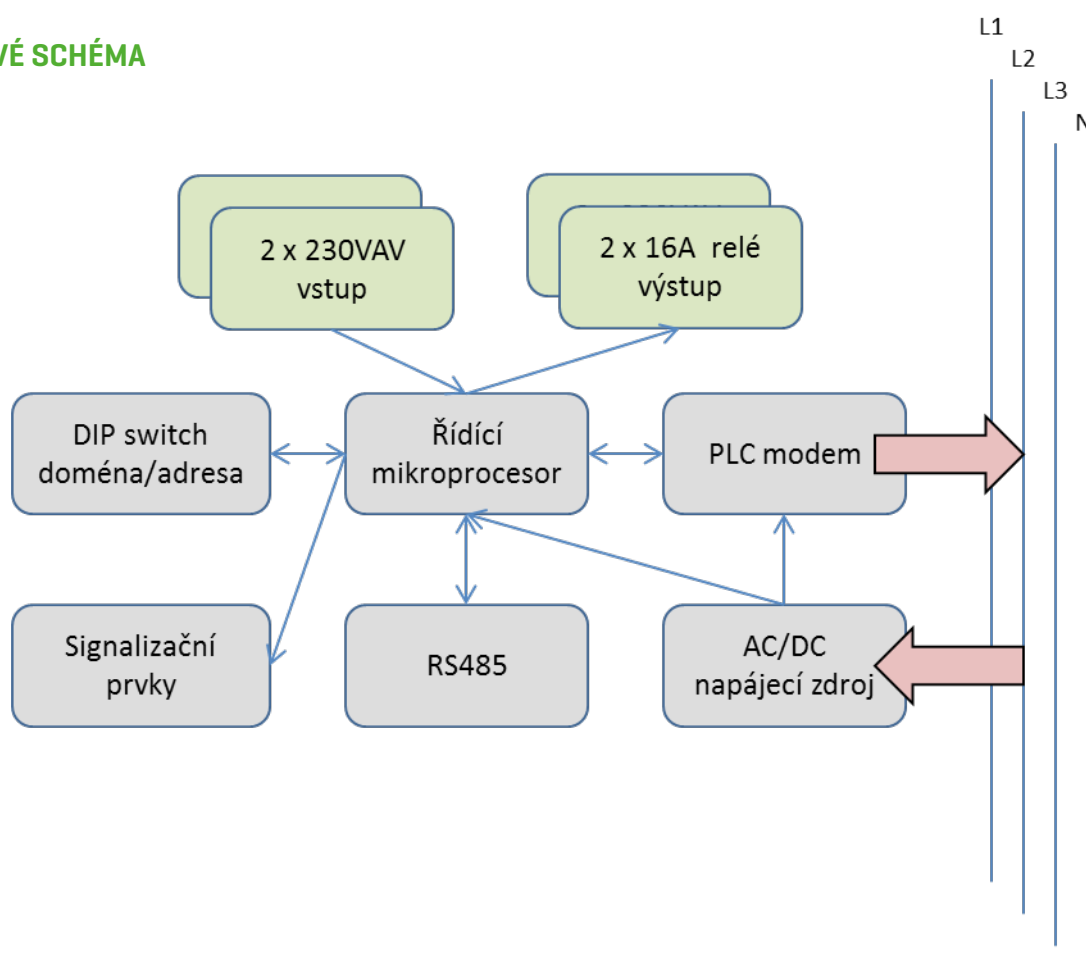 VÉ SCHÉMA
L1
L2
L3
N
2 x 230VAV
vstup
2 x 16A relé
výstup
DIP switch
doména/adresa
Řídící
mikroprocesor
PLC modem
Signalizační
prvky
RS485
AC/DC
napájecí zdroj